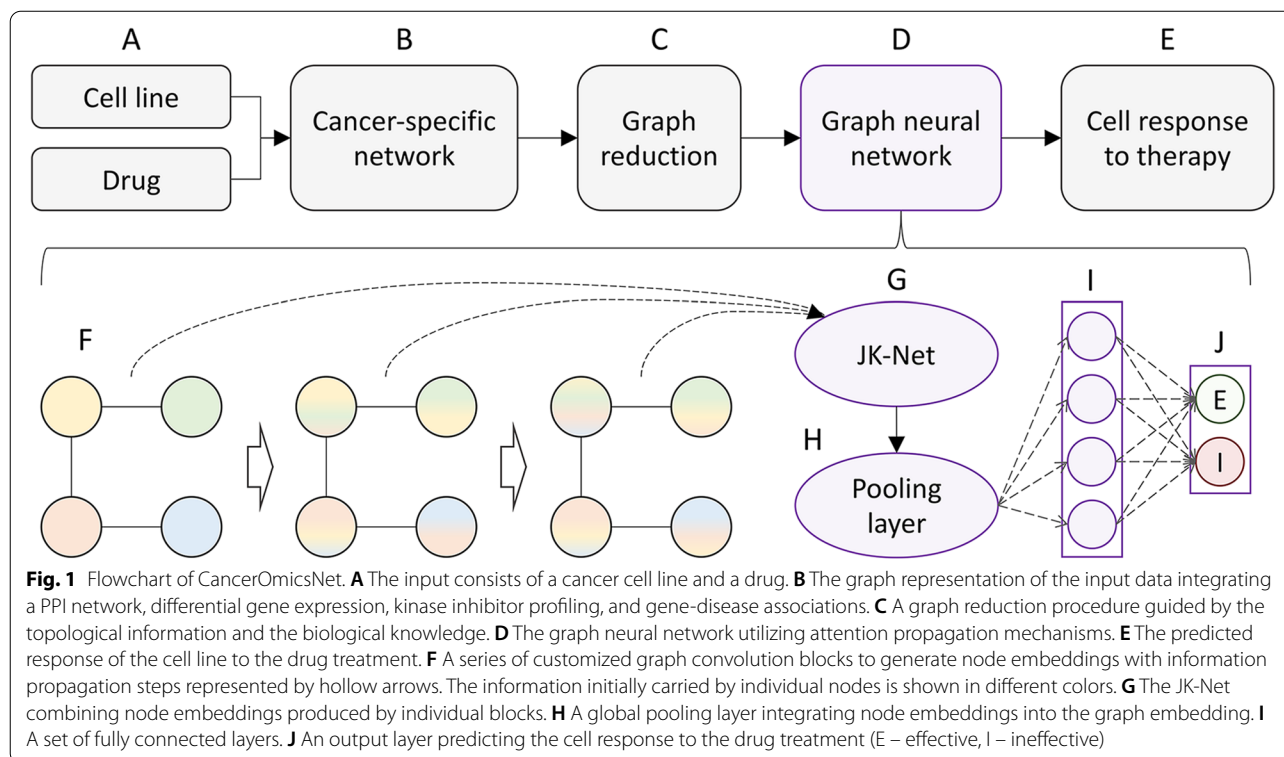 A B C D E
Cell line
Drug
Cancer-specific
network
Graph
reduction
Graph neural
network
Cell response
to therapy
F
G
JK-Net
H
Pooling
layer
I
J
E
I
Fig. 1 Flowchart of CancerOmicsNet. A The input consists of a cancer cell line and a drug. B The graph representation of the input data integrating
a PPI network, differential gene expression, kinase inhibitor profiling, and gene-disease associations. C A graph reduction procedure guided by the
topological information and the biological knowledge. D The graph neural network utilizing attention propagation mechanisms. E The predicted
response of the cell line to the drug treatment. F A series of customized graph convolution blocks to generate node embeddings with information
propagation steps represented by hollow arrows. The information initially carried by individual nodes is shown in different colors. G The JK-Net
combining node embeddings produced by individual blocks. H A global pooling layer integrating node embeddings into the graph embedding. I
A set of fully connected layers. J An output layer predicting the cell response to the drug treatment (E – effective, I – ineffective)